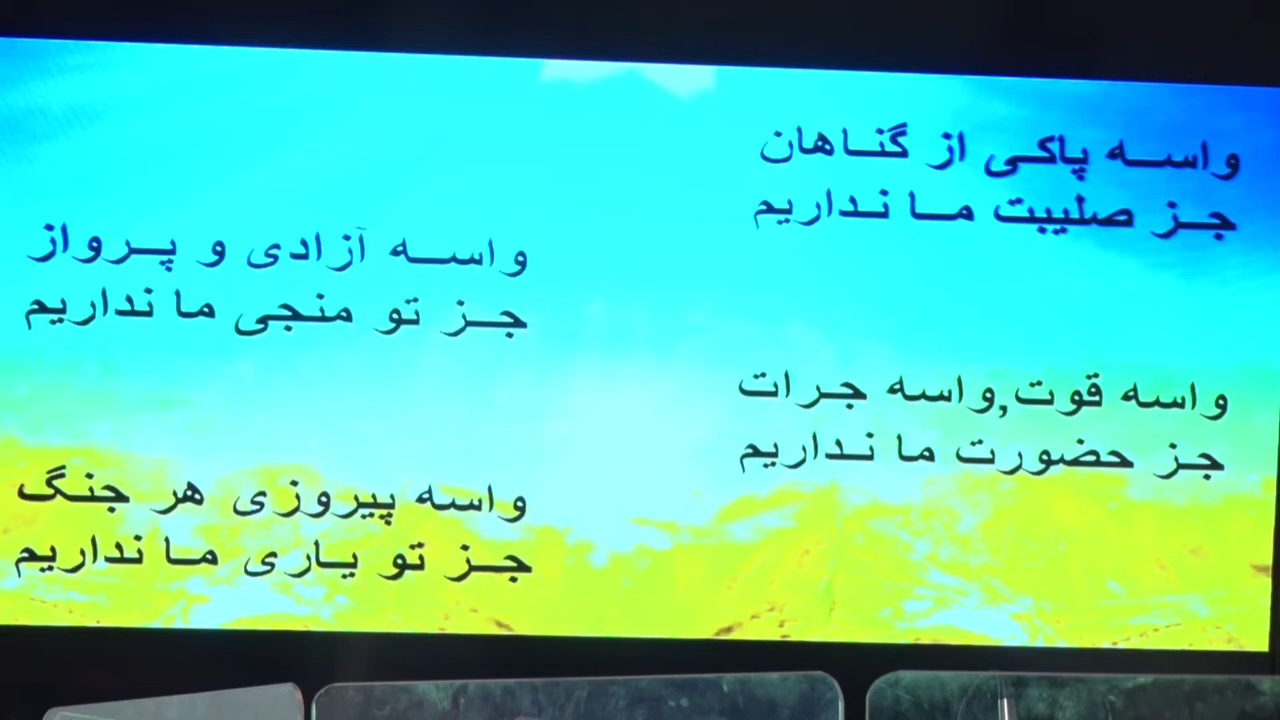 واسه پاکی از گناهان
جز صلیبت ما نداریم
واسه آزادی و پرواز
جز تو منجی ما نداریم
واسه قوت,واسه جرات
جز حضورت ما نداریم
واسه پیروزی هر جنگ
جز تو یاری ما نداریم